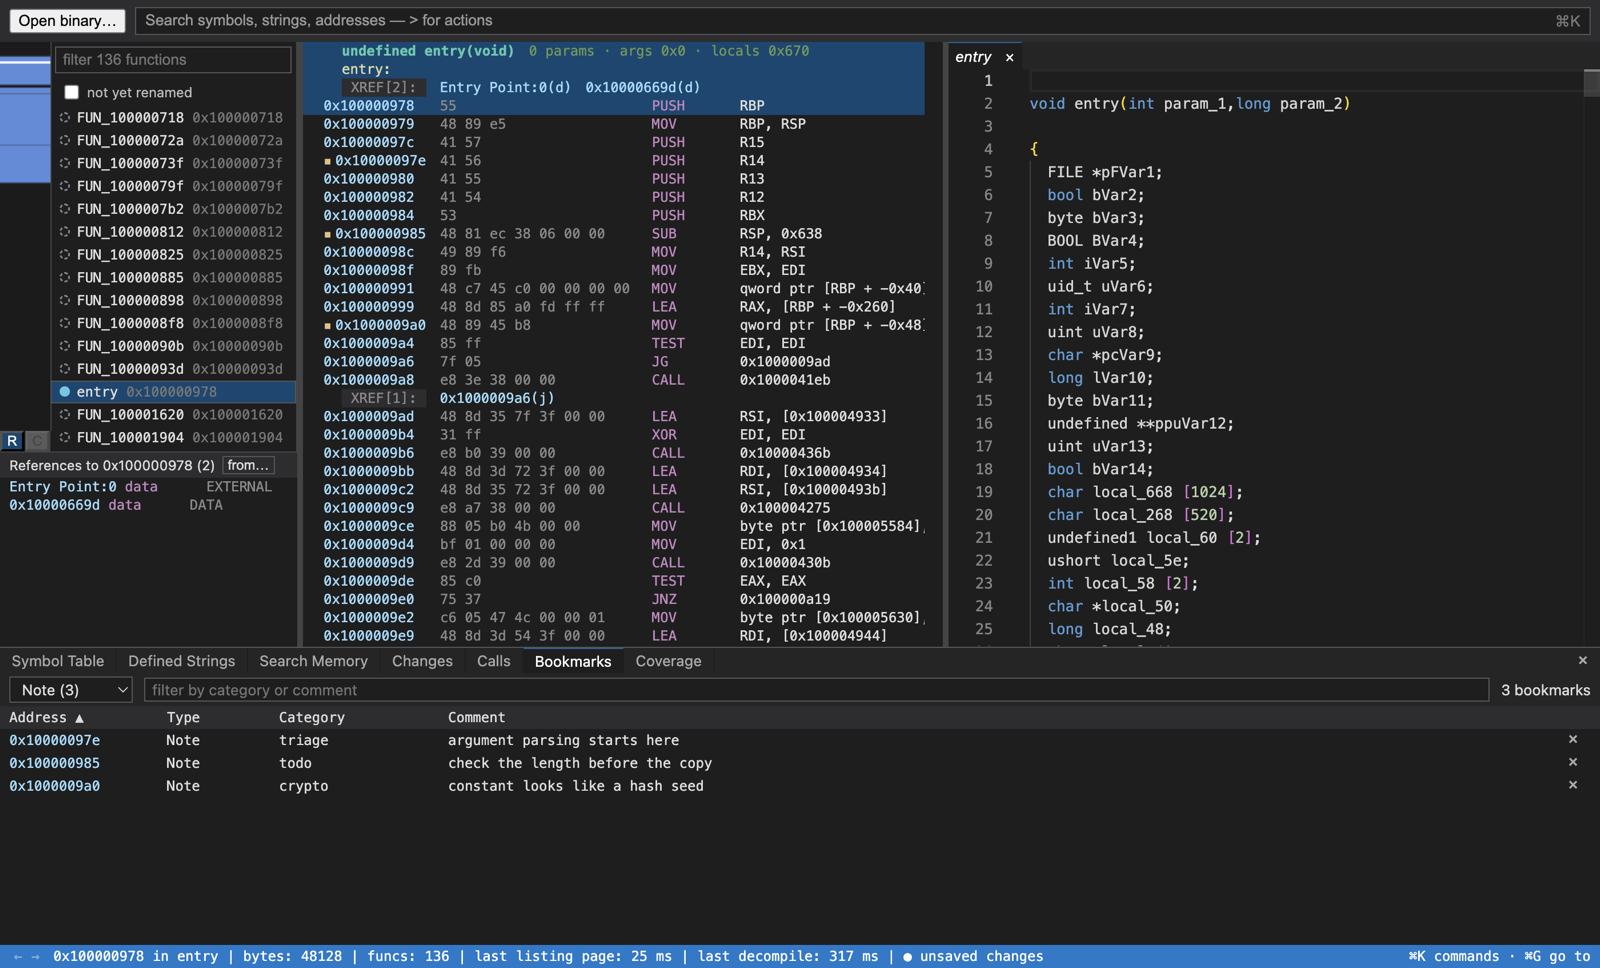 Open binary… Search symbols, strings, addresses — > for actions ⌘K
filter 136 functions
not yet renamed
FUN_100000718 0x100000718
FUN_10000072a 0x10000072a
FUN_10000073f 0x10000073f
FUN_10000079f 0x10000079f
FUN_1000007b2 0x1000007b2
FUN_100000812 0x100000812
FUN_100000825 0x100000825
FUN_100000885 0x100000885
FUN_100000898 0x100000898
FUN_1000008f8 0x1000008f8
FUN_10000090b 0x10000090b
FUN_10000093d 0x10000093d
entry 0x100000978
FUN_100001620 0x100001620
FUN_100001904 0x100001904
R C
References to 0x100000978 (2) from…
Entry Point:0 data EXTERNAL
0x10000669d data DATA
undefined entry(void) 0 params · args 0x0 · locals 0x670
entry:
XREF[2]: Entry Point:0(d) 0x10000669d(d)
0x100000978 55 PUSH RBP
0x100000979 48 89 e5 MOV RBP, RSP
0x10000097c 41 57 PUSH R15
0x10000097e 41 56 PUSH R14
0x100000980 41 55 PUSH R13
0x100000982 41 54 PUSH R12
0x100000984 53 PUSH RBX
0x100000985 48 81 ec 38 06 00 00 SUB RSP, 0x638
0x10000098c 49 89 f6 MOV R14, RSI
0x10000098f 89 fb MOV EBX, EDI
0x100000991 48 c7 45 c0 00 00 00 00 MOV qword ptr [RBP + -0x40]
0x100000999 48 8d 85 a0 fd ff ff LEA RAX, [RBP + -0x260]
0x1000009a0 48 89 45 b8 MOV qword ptr [RBP + -0x48]
0x1000009a4 85 ff TEST EDI, EDI
0x1000009a6 7f 05 JG 0x1000009ad
0x1000009a8 e8 3e 38 00 00 CALL 0x1000041eb
XREF[1]: 0x1000009a6(j)
0x1000009ad 48 8d 35 7f 3f 00 00 LEA RSI, [0x100004933]
0x1000009b4 31 ff XOR EDI, EDI
0x1000009b6 e8 b0 39 00 00 CALL 0x10000436b
0x1000009bb 48 8d 3d 72 3f 00 00 LEA RDI, [0x100004934]
0x1000009c2 48 8d 35 72 3f 00 00 LEA RSI, [0x10000493b]
0x1000009c9 e8 a7 38 00 00 CALL 0x100004275
0x1000009ce 88 05 b0 4b 00 00 MOV byte ptr [0x100005584],
0x1000009d4 bf 01 00 00 00 MOV EDI, 0x1
0x1000009d9 e8 2d 39 00 00 CALL 0x10000430b
0x1000009de 85 c0 TEST EAX, EAX
0x1000009e0 75 37 JNZ 0x100000a19
0x1000009e2 c6 05 47 4c 00 00 01 MOV byte ptr [0x100005630],
0x1000009e9 48 8d 3d 54 3f 00 00 LEA RDI, [0x100004944]
entry ×
1
2 void entry(int param_1,long param_2)
3
4 {
5 FILE *pFVar1;
6 bool bVar2;
7 byte bVar3;
8 BOOL BVar4;
9 int iVar5;
10 uid_t uVar6;
11 int iVar7;
12 uint uVar8;
13 char *pcVar9;
14 long lVar10;
15 byte bVar11;
16 undefined **ppuVar12;
17 uint uVar13;
18 bool bVar14;
19 char local_668 [1024];
20 char local_268 [520];
21 undefined1 local_60 [2];
22 ushort local_5e;
23 int local_58 [2];
24 char *local_50;
25 long local_48;
Symbol Table Defined Strings Search Memory Changes Calls Bookmarks Coverage ×
Note (3) filter by category or comment 3 bookmarks
Address ▲ Type Category Comment
0x10000097e Note triage argument parsing starts here ×
0x100000985 Note todo check the length before the copy ×
0x1000009a0 Note crypto constant looks like a hash seed ×
← → 0x100000978 in entry | bytes: 48128 | funcs: 136 | last listing page: 25 ms | last decompile: 317 ms | ● unsaved changes ⌘K commands · ⌘G go to